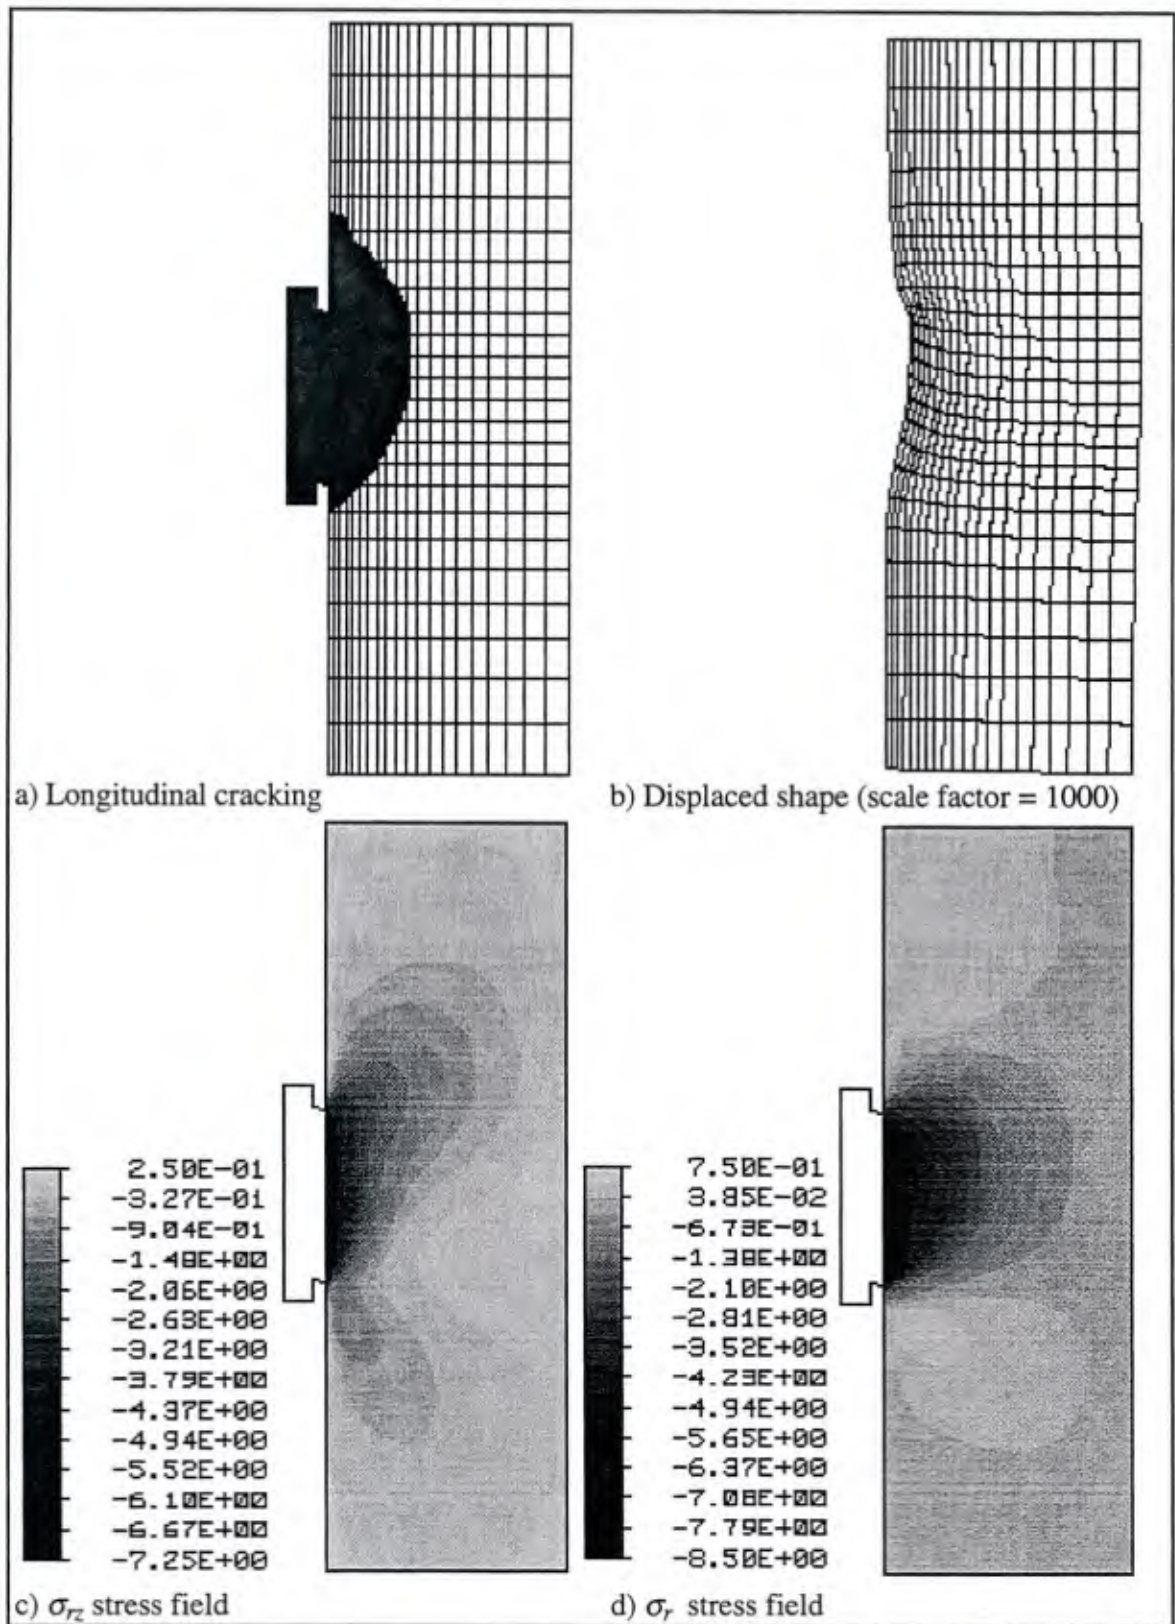 a) Longitudinal cracking
b) Displaced shape (scale factor = 1000)
2.50E-01
-3.27E-01
-9.04E-01
-1.48E+00
-2.06E+00
-2.63E+00
-3.21E+00
-3.79E+00
-4.37E+00
-4.94E+00
-5.52E+00
-6.10E+00
-6.67E+00
-7.25E+00
7.50E-01
3.85E-02
-6.73E-01
-1.38E+00
-2.10E+00
-2.81E+00
-3.52E+00
-4.23E+00
-4.94E+00
-5.65E+00
-6.37E+00
-7.08E+00
-7.79E+00
-8.50E+00
c) σrz stress field
d) σr stress field